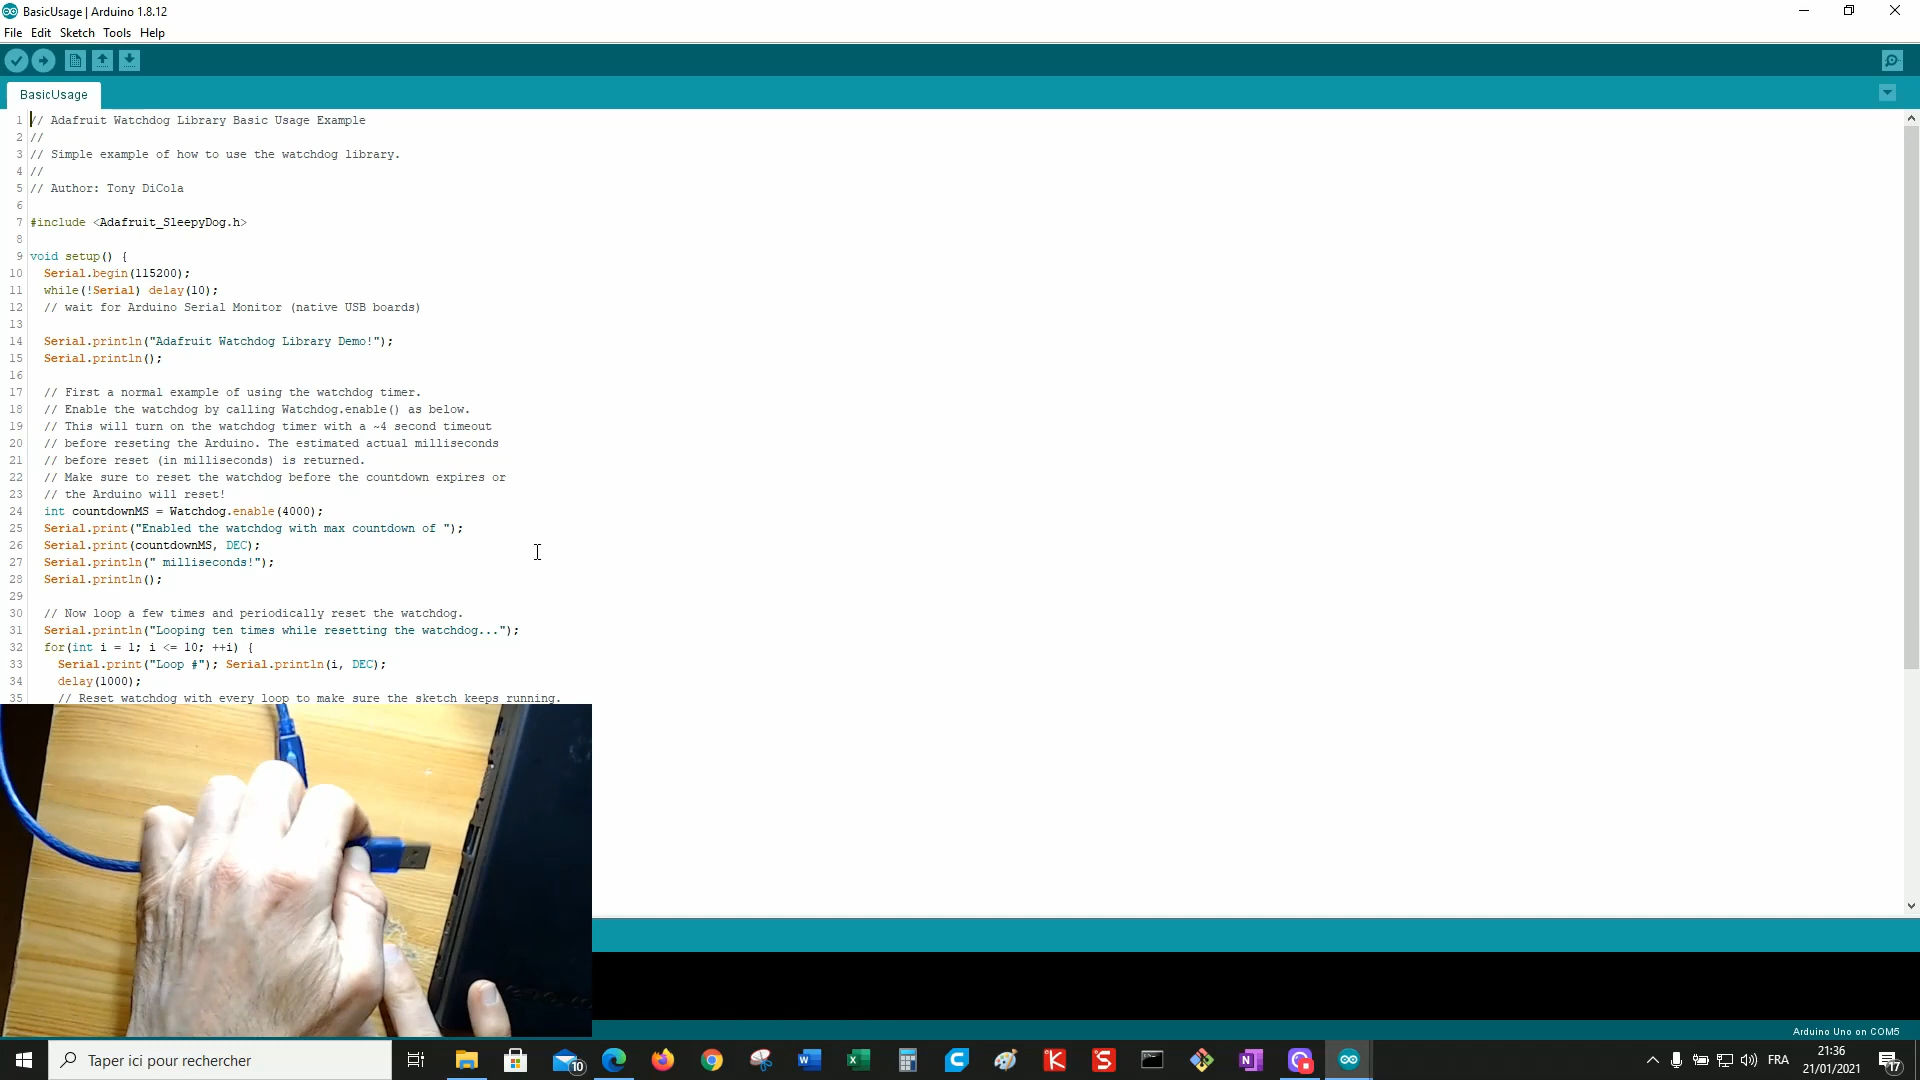 BasicUsage | Arduino 1.8.12
File Edit Sketch Tools Help
BasicUsage
1 // Adafruit Watchdog Library Basic Usage Example
2 //
3 // Simple example of how to use the watchdog library.
4 //
5 // Author: Tony DiCola
6
7 #include <Adafruit_SleepyDog.h>
8
9 void setup() {
10 Serial.begin(115200);
11 while(!Serial) delay(10);
12 // wait for Arduino Serial Monitor (native USB boards)
13
14 Serial.println("Adafruit Watchdog Library Demo!");
15 Serial.println();
16
17 // First a normal example of using the watchdog timer.
18 // Enable the watchdog by calling Watchdog.enable() as below.
19 // This will turn on the watchdog timer with a ~4 second timeout
20 // before reseting the Arduino. The estimated actual milliseconds
21 // before reset (in milliseconds) is returned.
22 // Make sure to reset the watchdog before the countdown expires or
23 // the Arduino will reset!
24 int countdownMS = Watchdog.enable(4000);
25 Serial.print("Enabled the watchdog with max countdown of ");
26 Serial.print(countdownMS, DEC);
27 Serial.println(" milliseconds!");
28 Serial.println();
29
30 // Now loop a few times and periodically reset the watchdog.
31 Serial.println("Looping ten times while resetting the watchdog...");
32 for(int i = 1; i <= 10; ++i) {
33 Serial.print("Loop #"); Serial.println(i, DEC);
34 delay(1000);
35 // Reset watchdog with every loop to make sure the sketch keeps running.
Arduino Uno on COM5
Taper ici pour rechercher
10
FRA
21:36
21/01/2021
17